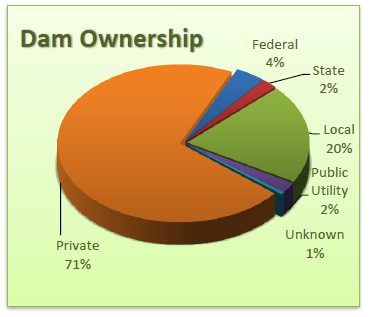 Dam Ownership
Federal
4%
State
2%
Local
20%
Public
Utility
2%
Unknown
1%
Private
71%